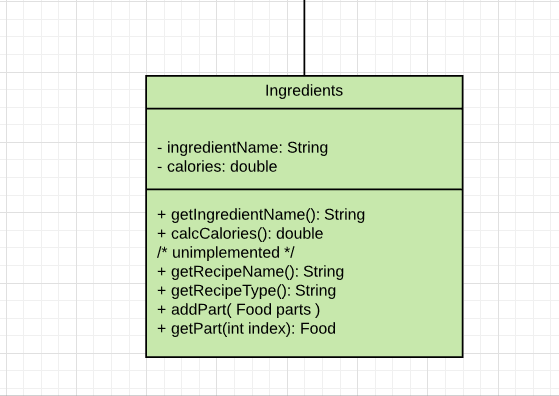 Ingredients
- ingredientName: String
- calories: double
+ getIngredientName(): String
+ calcCalories(): double
/* unimplemented */
+ getRecipeName(): String
+ getRecipeType(): String
+ addPart( Food parts )
+ getPart(int index): Food